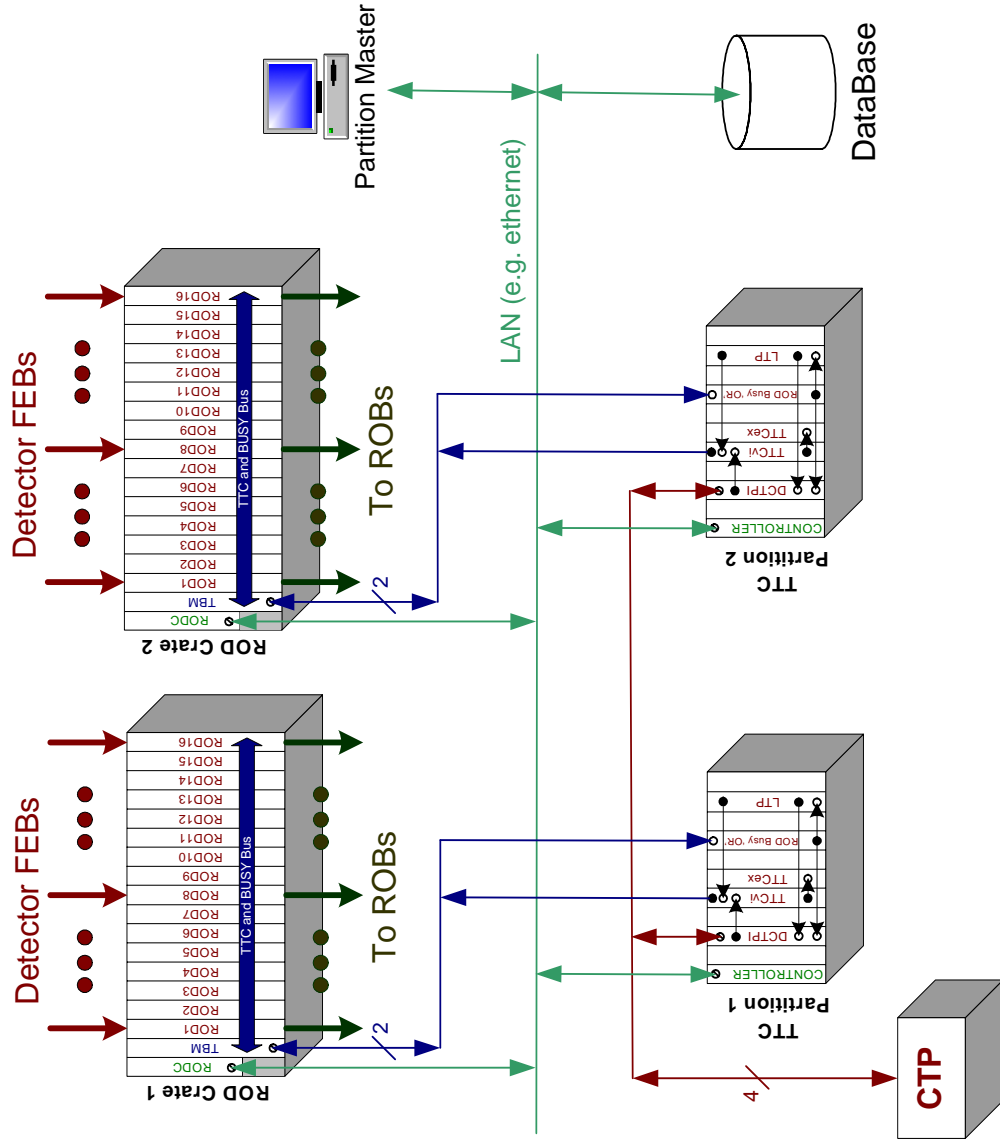 Detector FEBs
RODC
TBM
ROD1
ROD2
ROD3
ROD4
ROD5
ROD6
ROD7
ROD8
ROD9
ROD10
ROD11
ROD12
ROD13
ROD14
ROD15
ROD16
TTC and BUSY Bus
ROD Crate 1
To ROBs
2
Detector FEBs
RODC
TBM
ROD1
ROD2
ROD3
ROD4
ROD5
ROD6
ROD7
ROD8
ROD9
ROD10
ROD11
ROD12
ROD13
ROD14
ROD15
ROD16
TTC and BUSY Bus
ROD Crate 2
To ROBs
2
Partition Master
LAN (e.g. ethernet)
DataBase
CONTROLLER
DCTPI
TTCvi
TTCex
ROD Busy 'OR'
LTP
TTC
Partition 1
CONTROLLER
DCTPI
TTCvi
TTCex
ROD Busy 'OR'
LTP
TTC
Partition 2
4
CTP